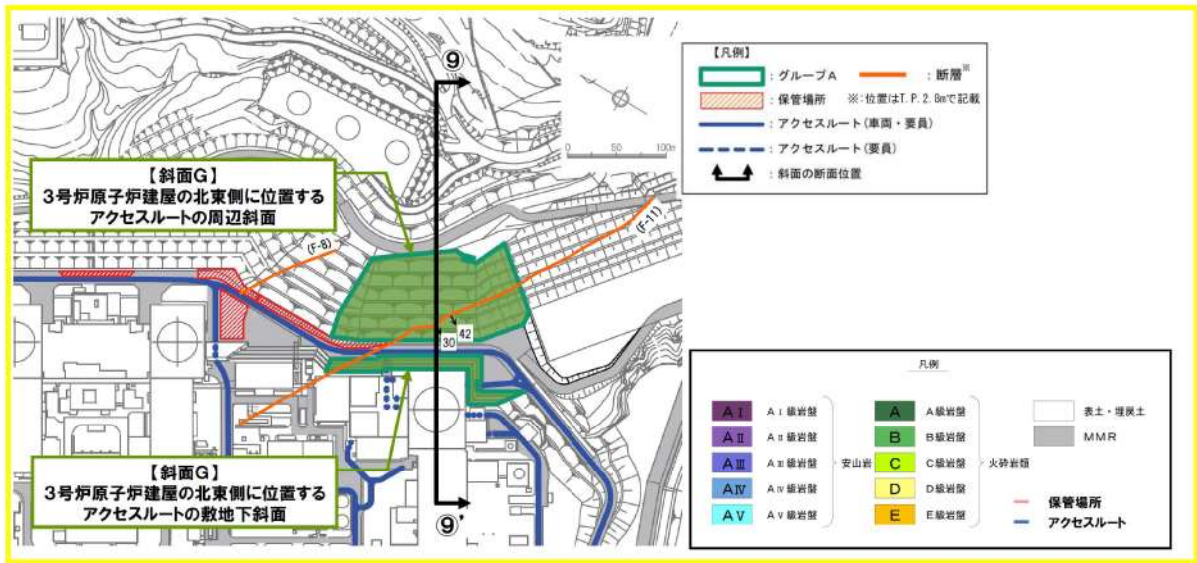 ⑨
【斜面G】
3号炉原子炉建屋の北東側に位置する
アクセスルートの周辺斜面
(F-8)
(F-11)
42
30
【斜面G】
3号炉原子炉建屋の北東側に位置する
アクセスルートの敷地下斜面
⑨'
0 50 100m
【凡例】
：グループA ：断層※
：保管場所 ※：位置はT.P.2.8mで記載
：アクセスルート(車両・要員)
：アクセスルート(要員)
：斜面の断面位置
凡例
AⅠ AⅠ級岩盤 A A級岩盤 表土・埋戻土
AⅡ AⅡ級岩盤 B B級岩盤 MMR
AⅢ AⅢ級岩盤 安山岩 C C級岩盤 火砕岩類
AⅣ AⅣ級岩盤 D D級岩盤 保管場所
AⅤ AⅤ級岩盤 E E級岩盤 アクセスルート